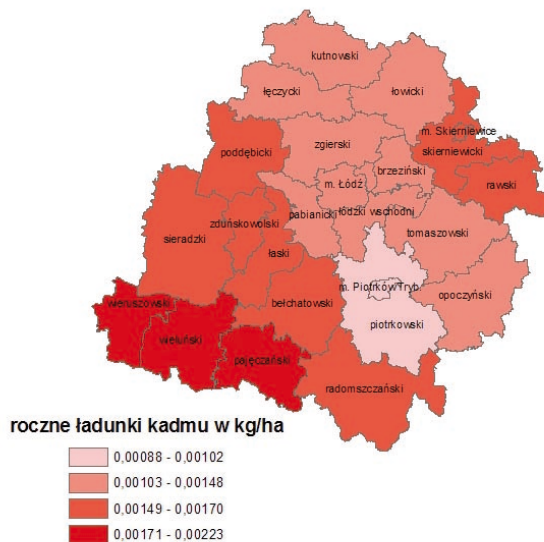 kutnowski
łęczycki
łowicki
m. Skierniewice
zgierski
skierniewicki
poddębicki
brzeziński
m. Łódź
rawski
pabianicki
łódzki wschodni
zduńskowolski
tomaszowski
sieradzki
łaski
m. Piotrków Tryb.
opoczyński
wieruszowski
bełchatowski
piotrkowski
wieluński
pajęczański
radomszczański
roczne ładunki kadmu w kg/ha
0,00088 - 0,00102
0,00103 - 0,00148
0,00149 - 0,00170
0,00171 - 0,00223